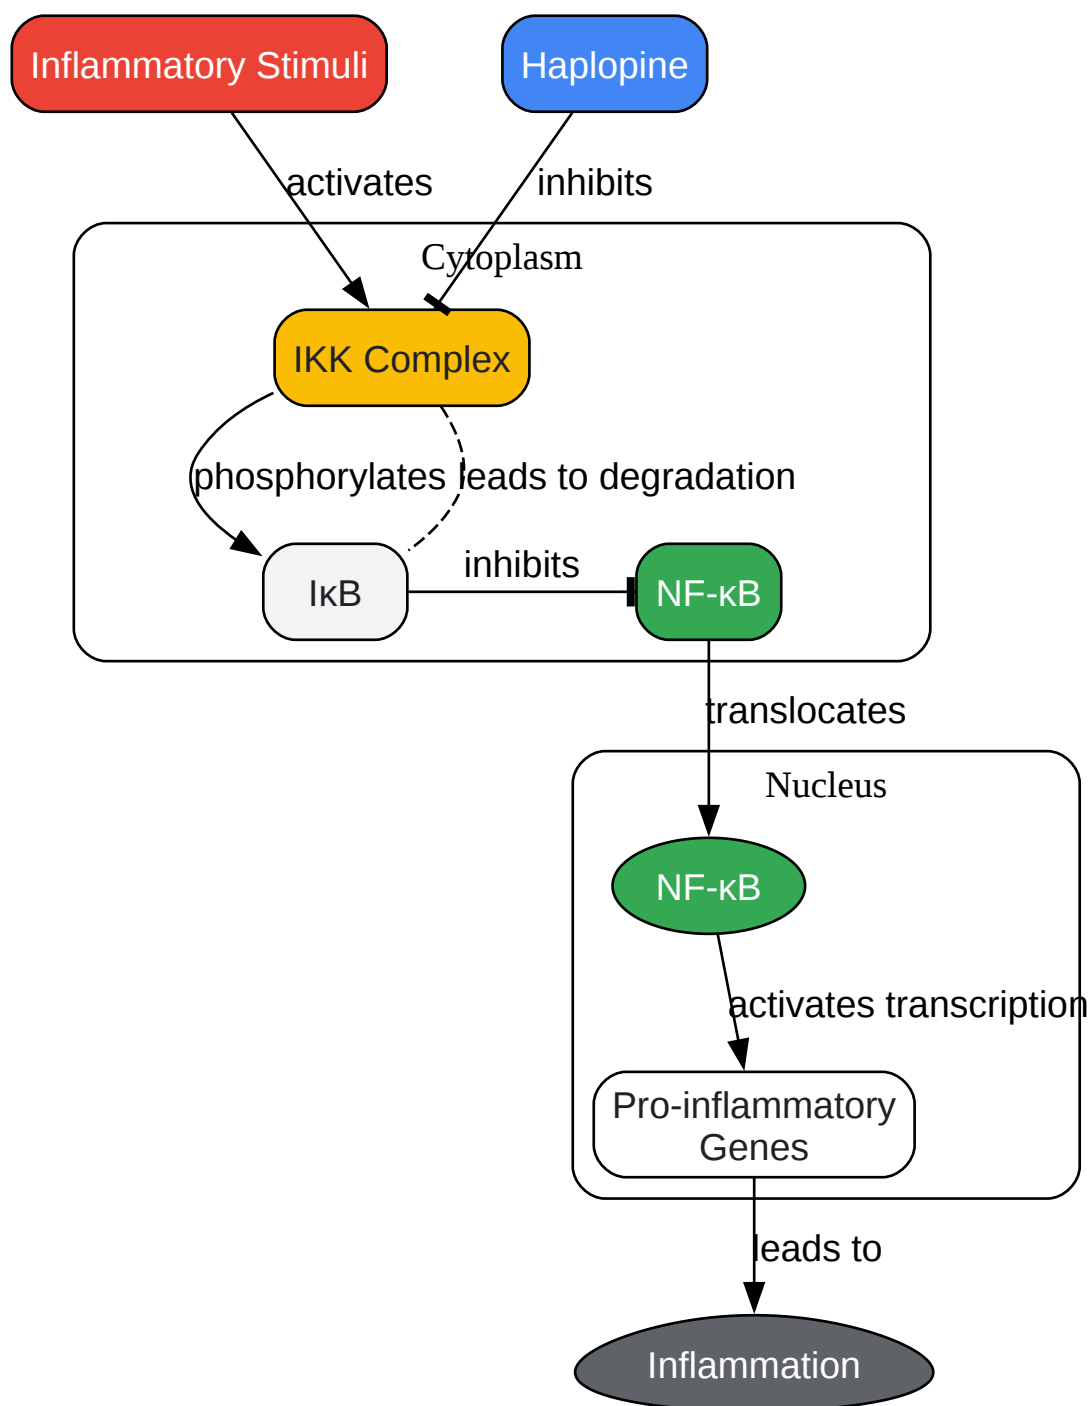 Inflammatory Stimuli
Haplopine
activates
inhibits
Cytoplasm
IKK Complex
phosphorylates
leads to degradation
inhibits
IκB
NF-κB
translocates
Nucleus
NF-κB
activates transcription
Pro-inflammatory
Genes
leads to
Inflammation